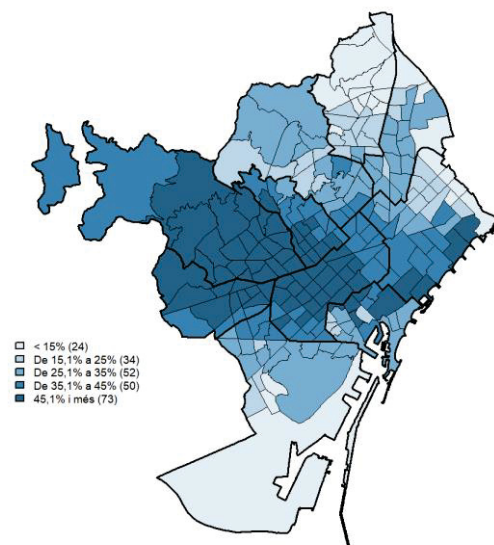 < 15% (24)
De 15,1% a 25% (34)
De 25,1% a 35% (52)
De 35,1% a 45% (50)
45,1% i més (73)